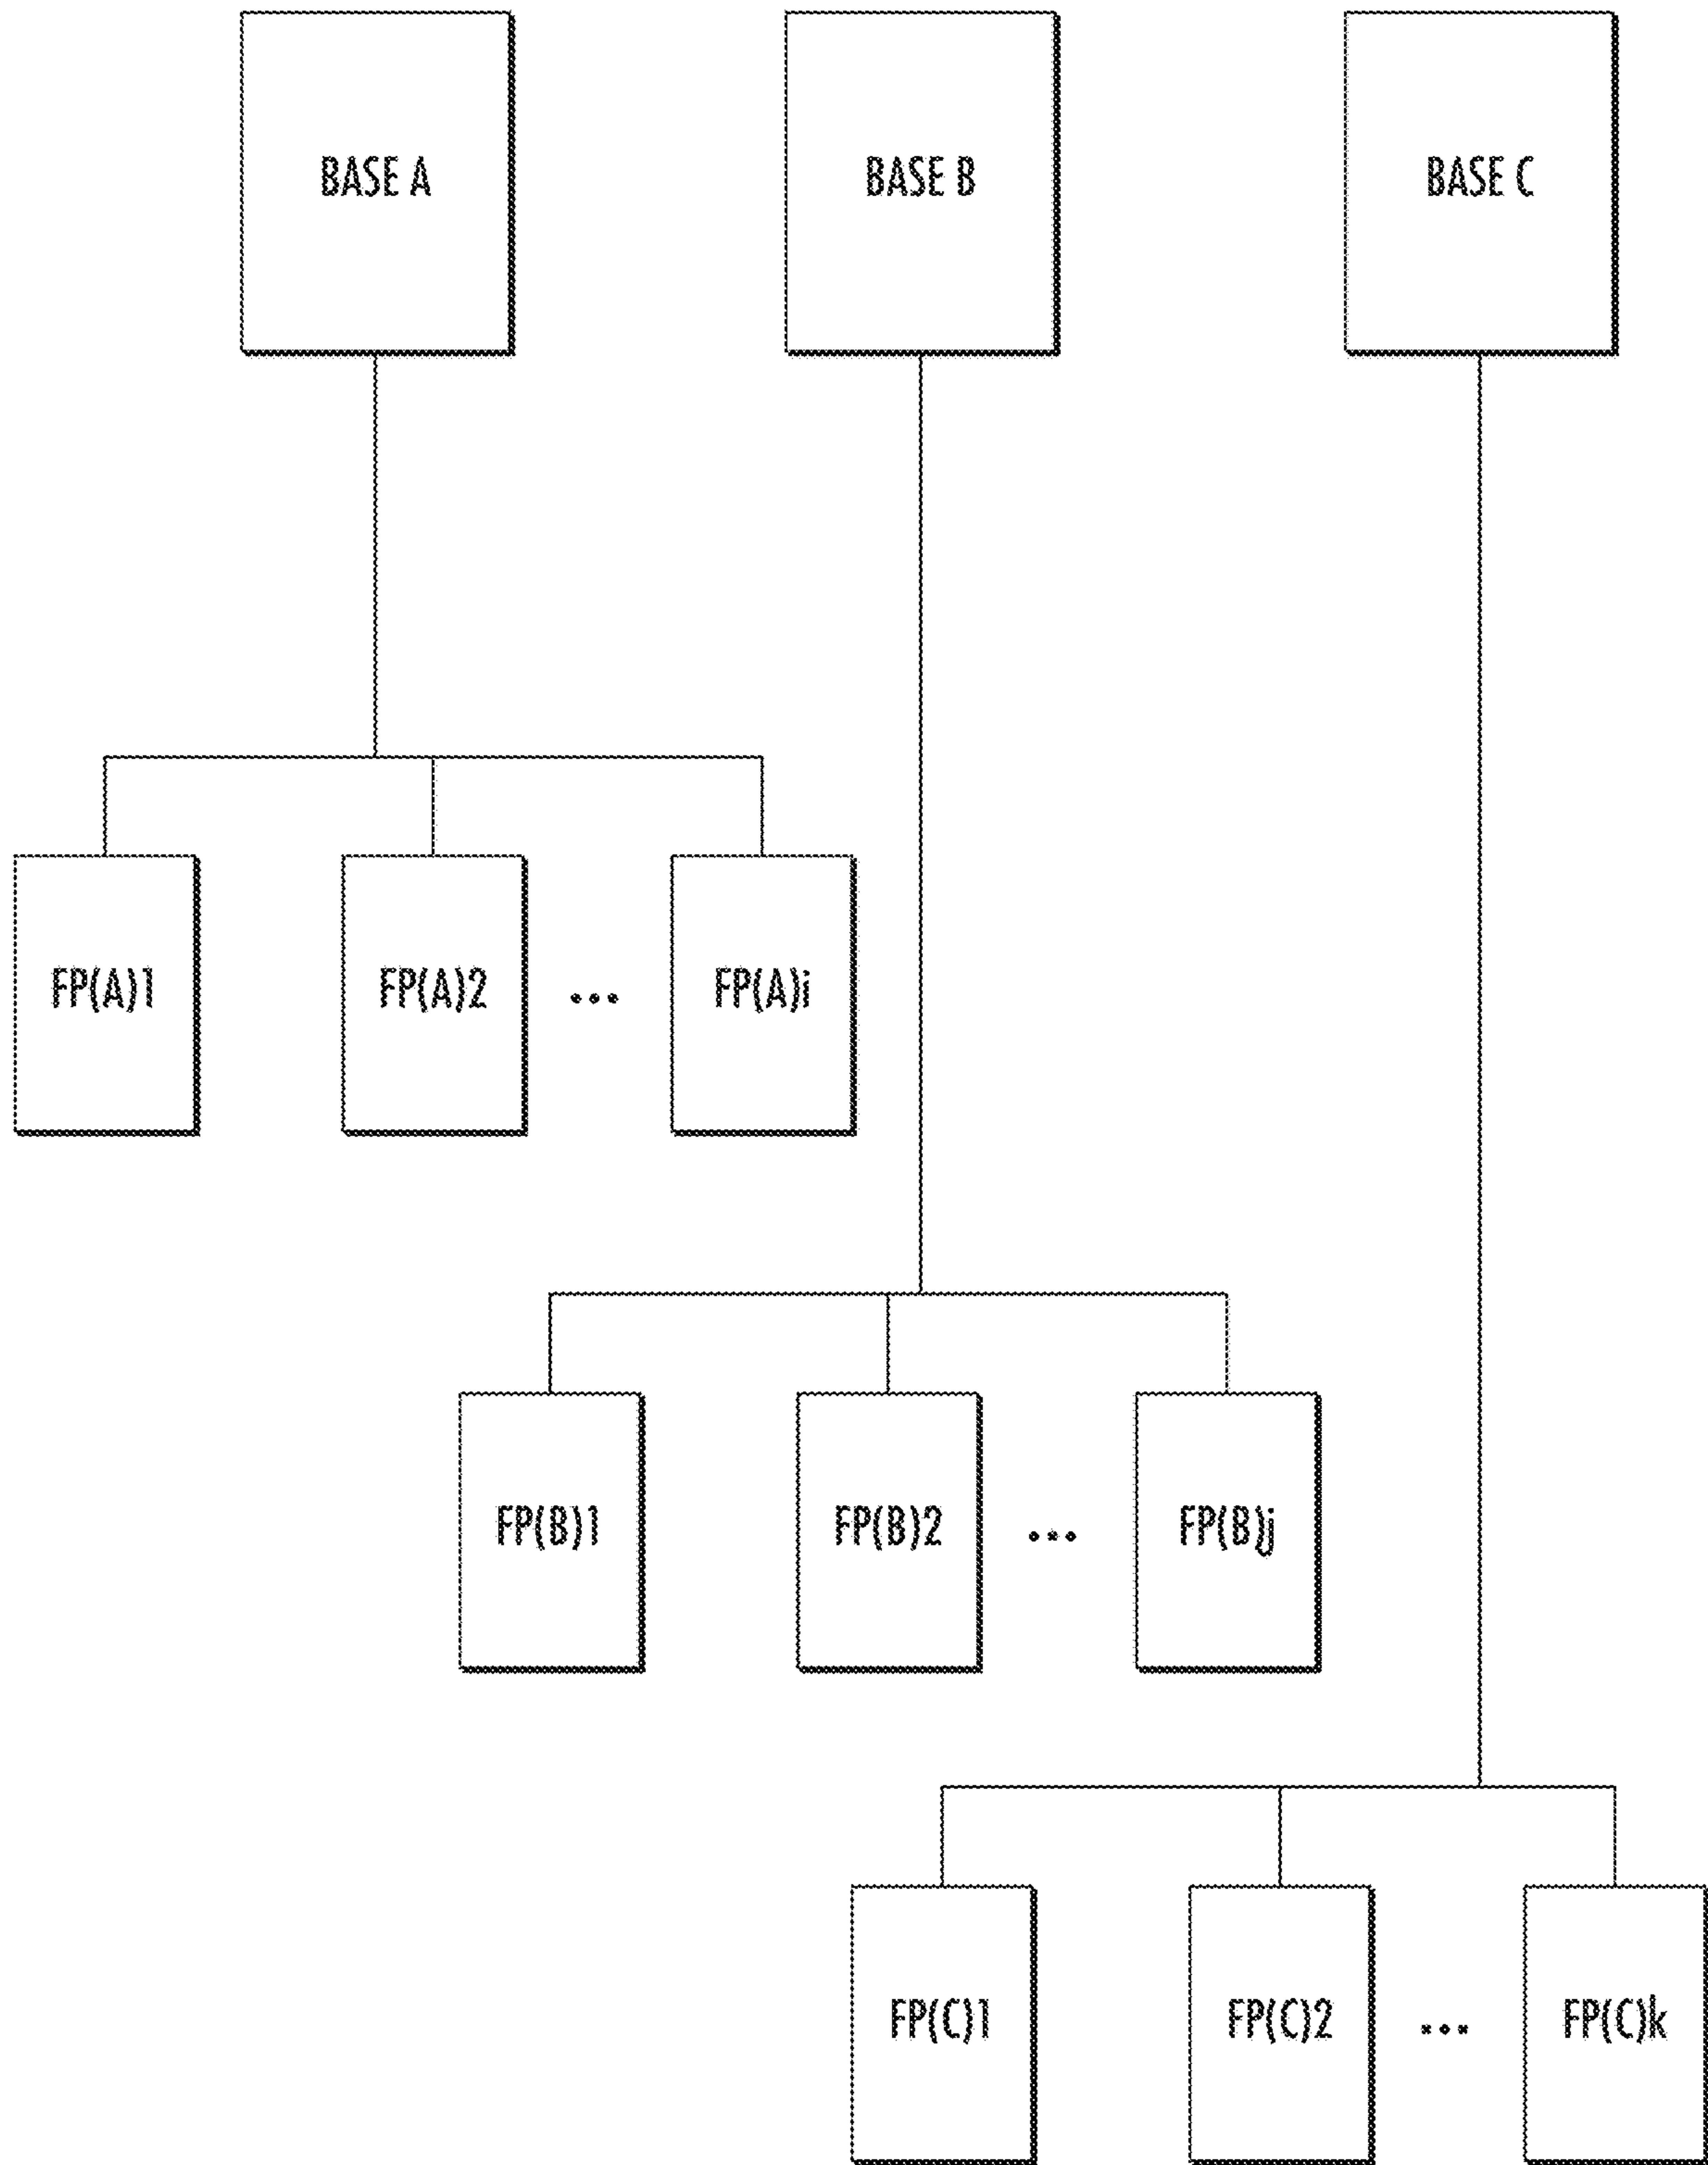 BASE A BASE B BASE C
FP(A)1 FP(A)2 ... FP(A)i
FP(B)1 FP(B)2 ... FP(B)j
FP(C)1 FP(C)2 ... FP(C)k